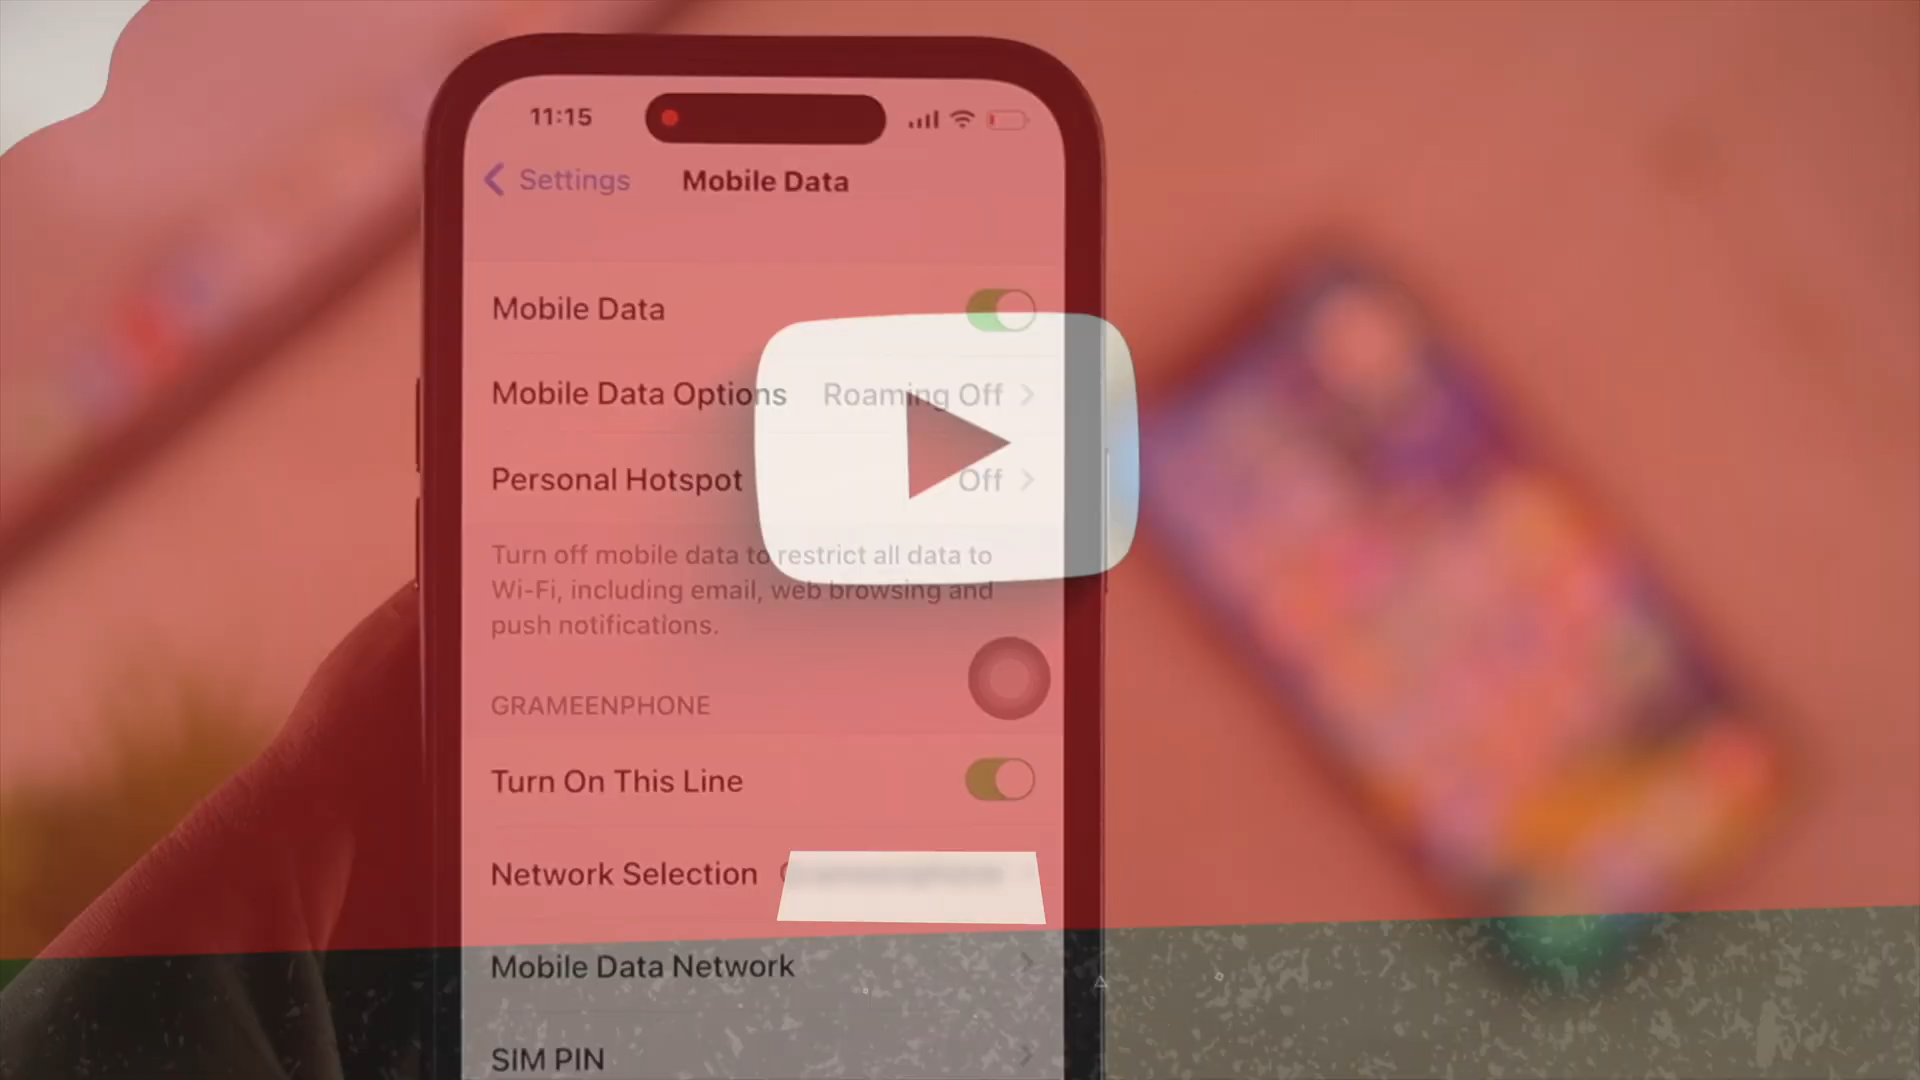 11:15
Settings
Mobile Data
Mobile Data
Mobile Data Options Roaming Off
Personal Hotspot Off
Turn off mobile data to restrict all data to
Wi-Fi, including email, web browsing and
push notifications.
GRAMEENPHONE
Turn On This Line
Network Selection
Mobile Data Network
SIM PIN